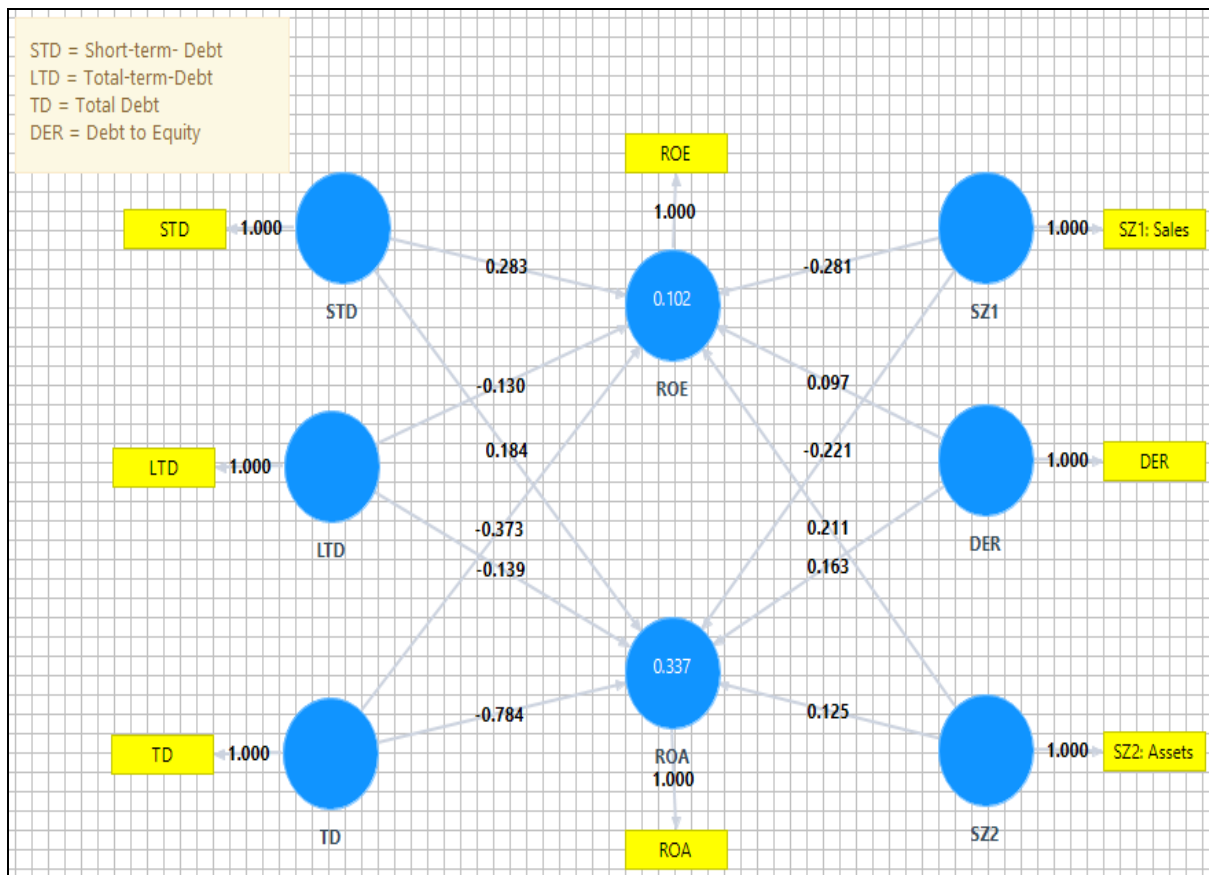 STD = Short-term- Debt
LTD = Total-term-Debt
TD = Total Debt
DER = Debt to Equity
ROE
1.000
STD
1.000
1.000
SZ1: Sales
0.283
-0.281
0.102
STD
SZ1
ROE
-0.130
0.097
0.184
-0.221
LTD
1.000
1.000
DER
-0.373
0.211
LTD
DER
-0.139
0.163
0.337
-0.784
0.125
TD
1.000
ROA
1.000
1.000
SZ2: Assets
TD
SZ2
ROA